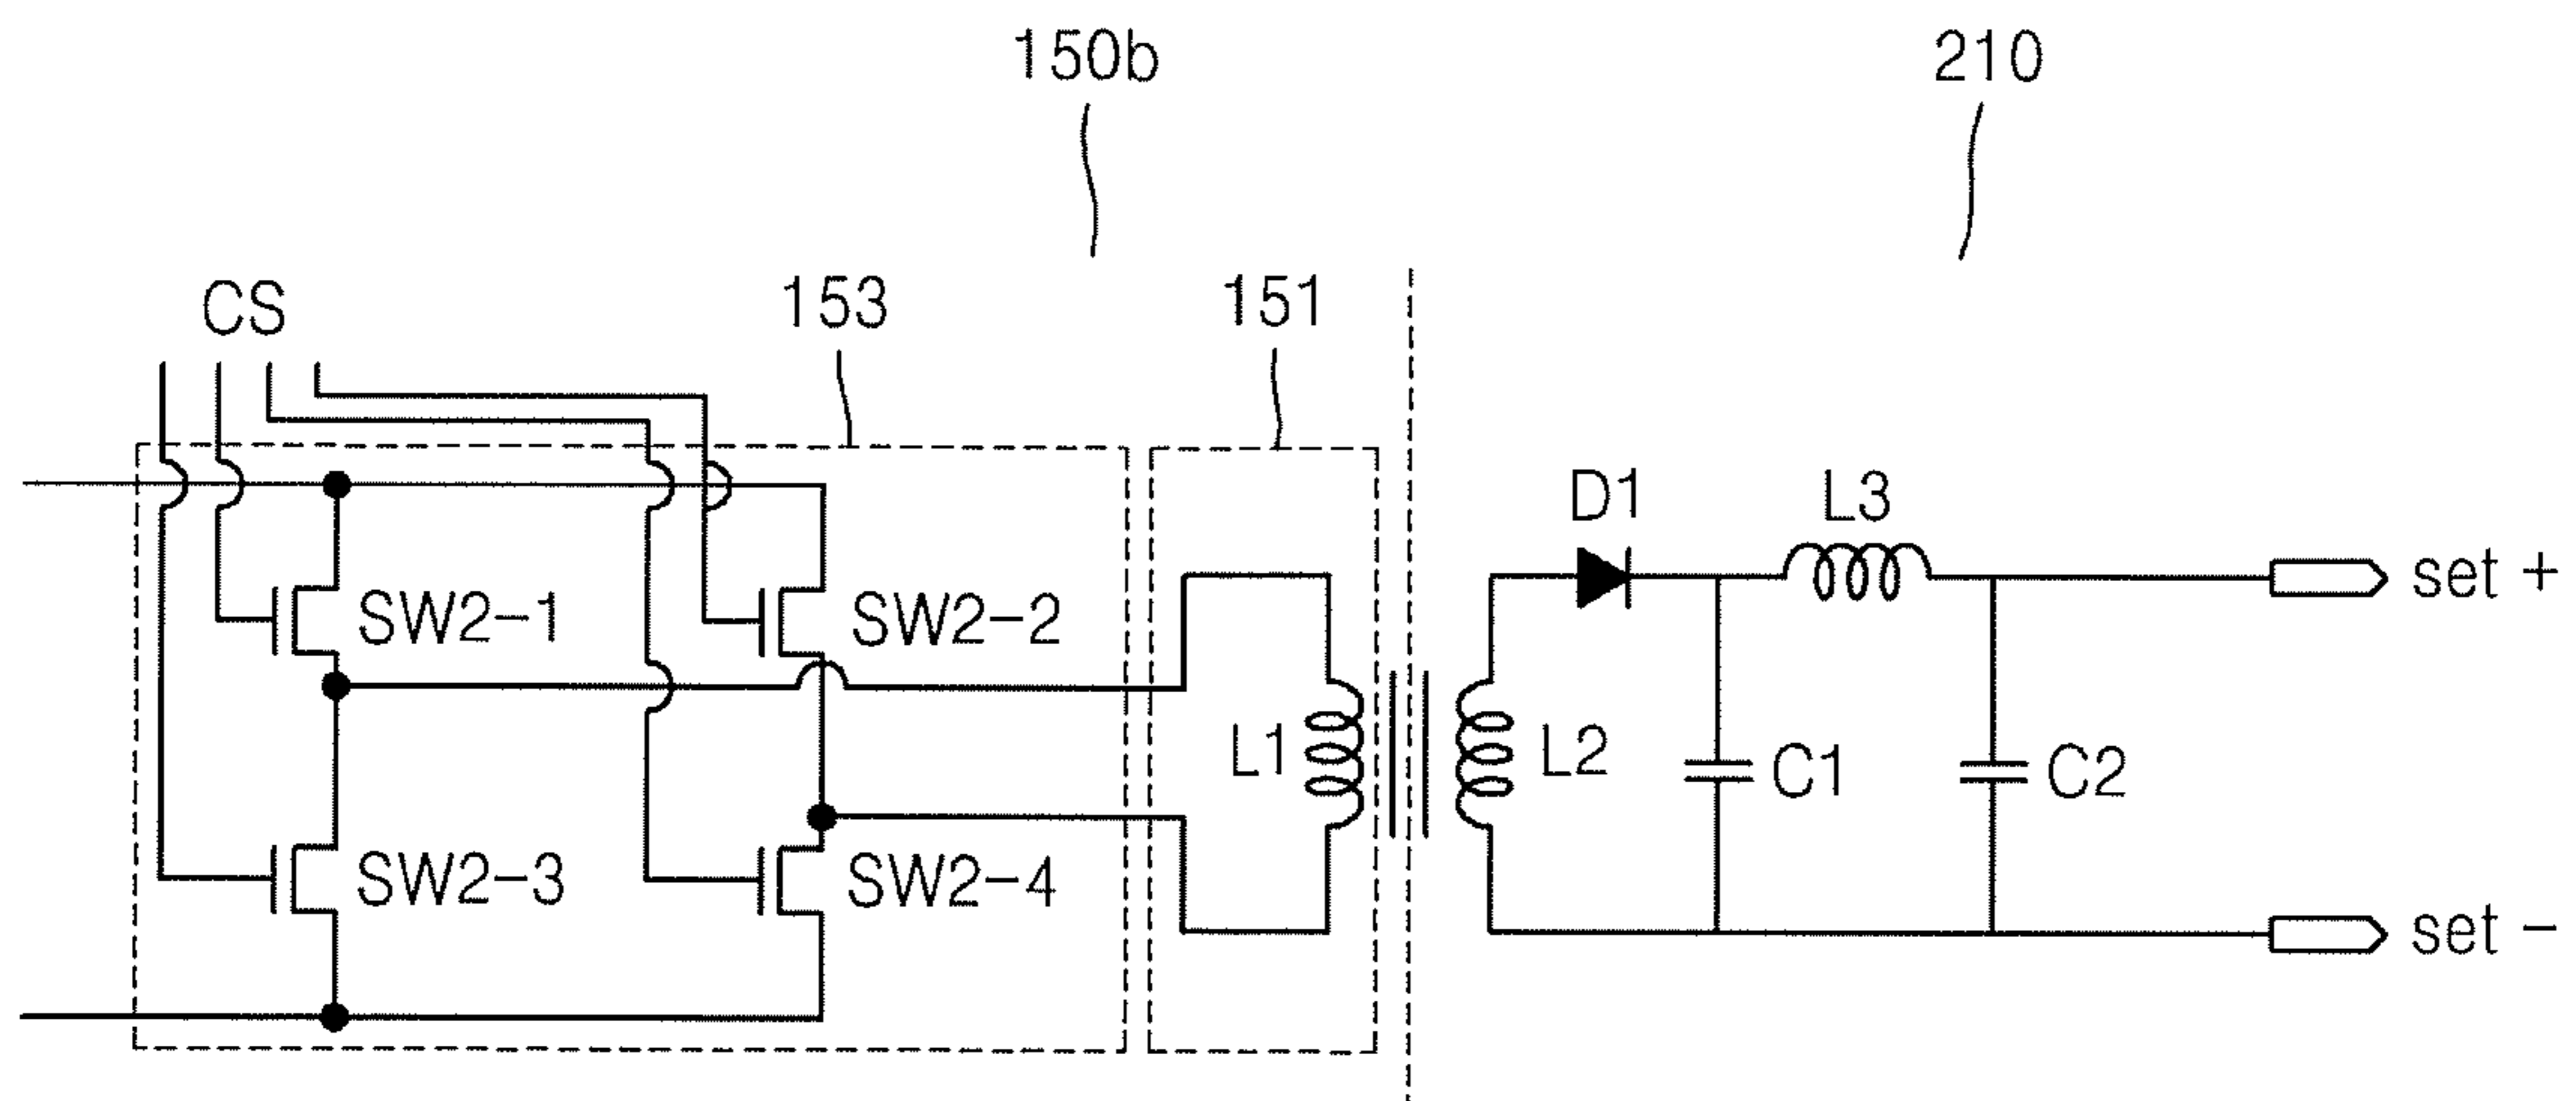 150b
210
CS
153
151
D1
L3
SW2-1
SW2-2
set +
L1
L2
C1
C2
SW2-3
SW2-4
set -